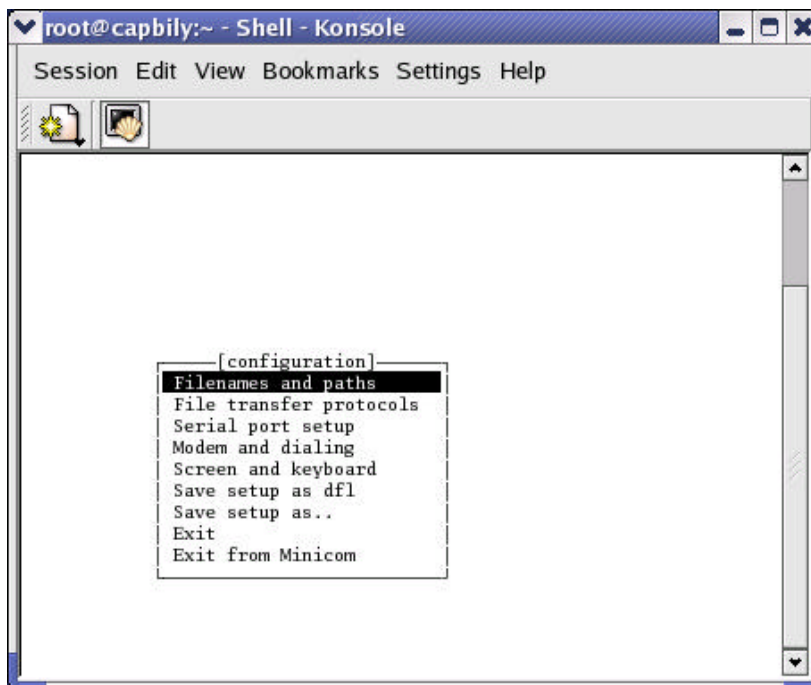 root@capbily:~ - Shell - Konsole
Session Edit View Bookmarks Settings Help
[configuration]
Filenames and paths
File transfer protocols
Serial port setup
Modem and dialing
Screen and keyboard
Save setup as dfl
Save setup as..
Exit
Exit from Minicom